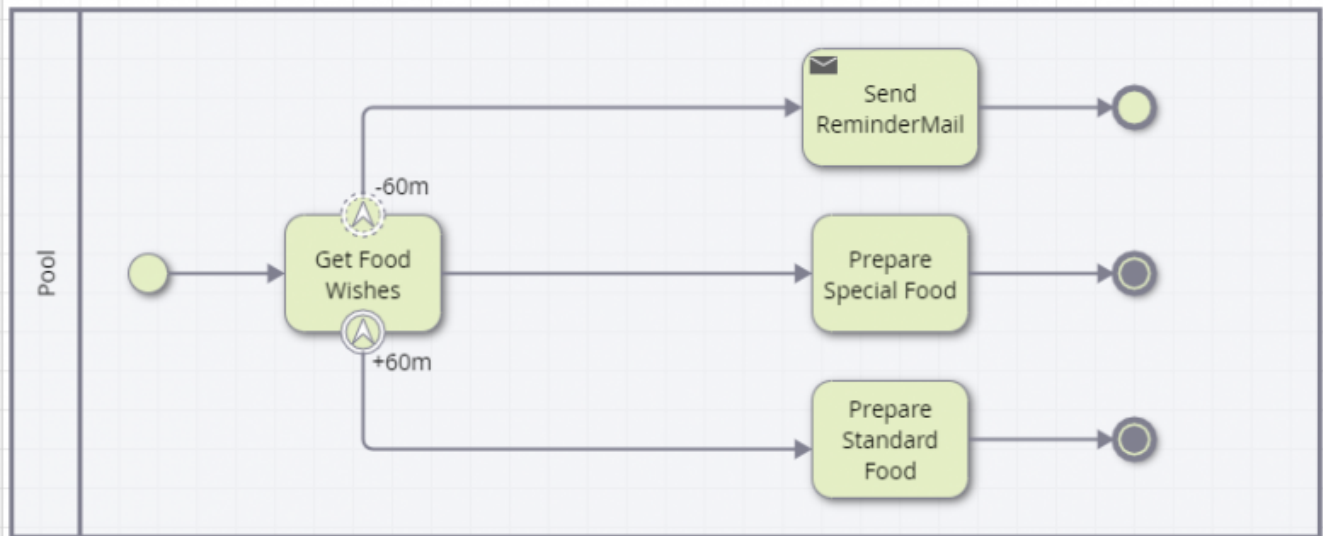 Send
ReminderMail
-60m
Pool
Get Food
Wishes
Prepare
Special Food
+60m
Prepare
Standard
Food